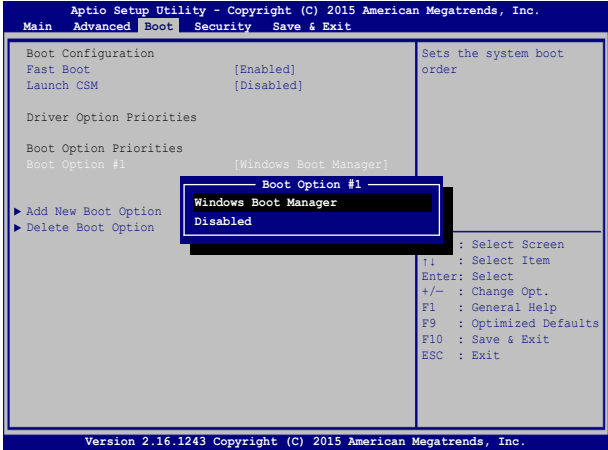 Aptio Setup Utility - Copyright (C) 2015 American Megatrends, Inc.
Main Advanced Boot Security Save & Exit
Boot Configuration
Fast Boot [Enabled]
Launch CSM [Disabled]
Driver Option Priorities
Boot Option Priorities
Boot Option #1 [Windows Boot Manager]
Add New Boot Option
Delete Boot Option
Boot Option #1
Windows Boot Manager
Disabled
Sets the system boot
order
: Select Screen
↑↓ : Select Item
Enter: Select
+/— : Change Opt.
F1 : General Help
F9 : Optimized Defaults
F10 : Save & Exit
ESC : Exit
Version 2.16.1243 Copyright (C) 2015 American Megatrends, Inc.